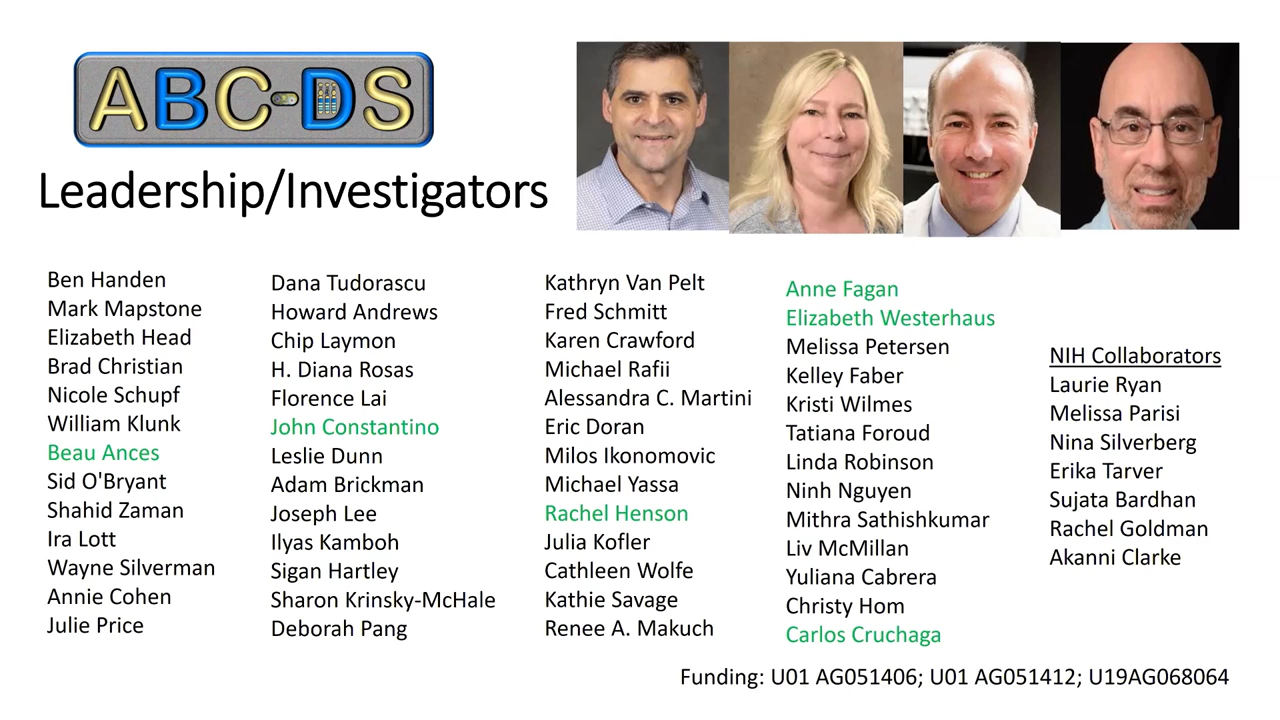 ABC-DS
Leadership/Investigators
Ben Handen
Mark Mapstone
Elizabeth Head
Brad Christian
Nicole Schupf
William Klunk
Beau Ances
Sid O'Bryant
Shahid Zaman
Ira Lott
Wayne Silverman
Annie Cohen
Julie Price
Dana Tudorascu
Howard Andrews
Chip Laymon
H. Diana Rosas
Florence Lai
John Constantino
Leslie Dunn
Adam Brickman
Joseph Lee
Ilyas Kamboh
Sigan Hartley
Sharon Krinsky-McHale
Deborah Pang
Kathryn Van Pelt
Fred Schmitt
Karen Crawford
Michael Rafii
Alessandra C. Martini
Eric Doran
Milos Ikonomovic
Michael Yassa
Rachel Henson
Julia Kofler
Cathleen Wolfe
Kathie Savage
Renee A. Makuch
Anne Fagan
Elizabeth Westerhaus
Melissa Petersen
Kelley Faber
Kristi Wilmes
Tatiana Foroud
Linda Robinson
Ninh Nguyen
Mithra Sathishkumar
Liv McMillan
Yuliana Cabrera
Christy Hom
Carlos Cruchaga
NIH Collaborators
Laurie Ryan
Melissa Parisi
Nina Silverberg
Erika Tarver
Sujata Bardhan
Rachel Goldman
Akanni Clarke
Funding: U01 AG051406; U01 AG051412; U19AG068064